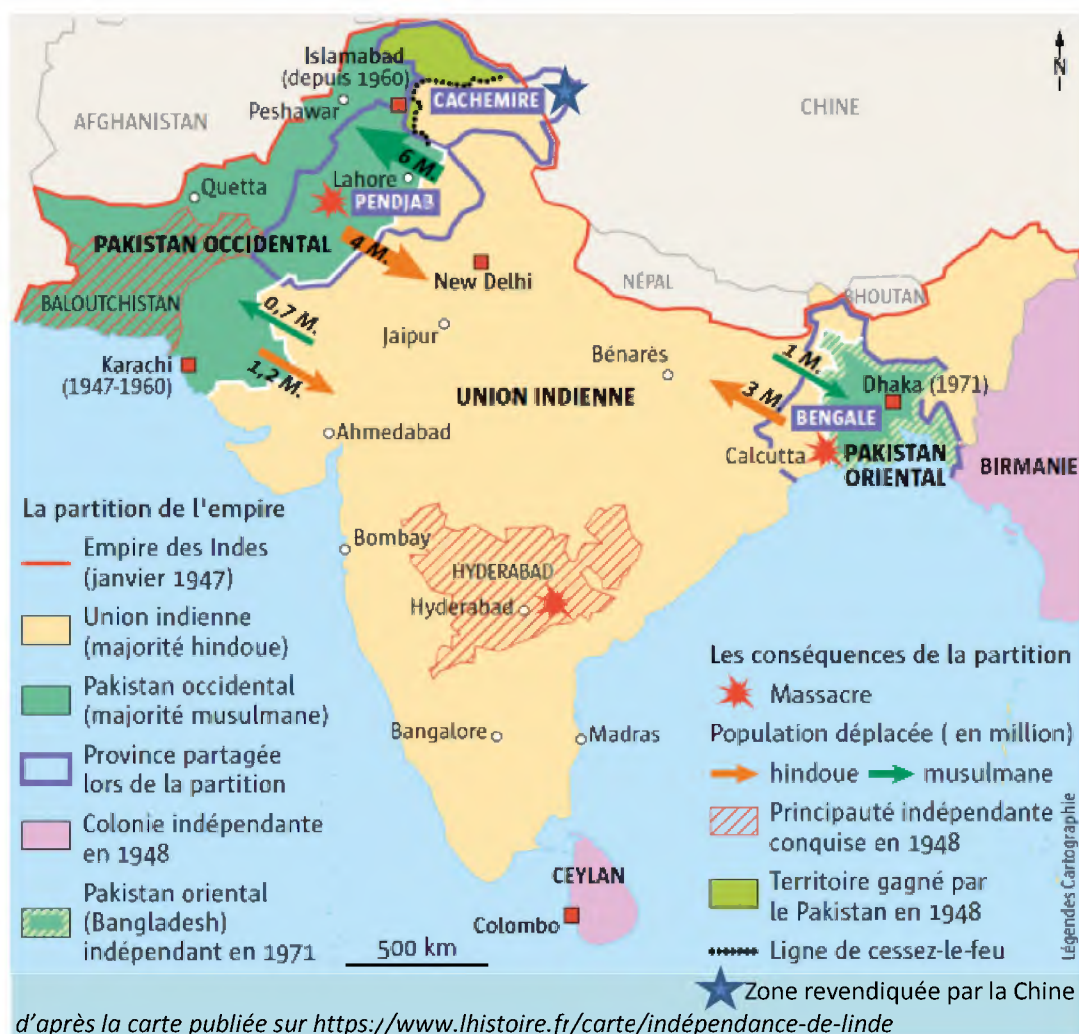 Islamabad
(depuis 1960)
N
CACHEMIRE
CHINE
Peshawar
AFGHANISTAN
6 M.
Lahore
Quetta
PENDJAB
PAKISTAN OCCIDENTAL
4 M.
New Delhi
NÉPAL
BHOUTAN
BALOUTCHISTAN
0,7 M.
Jaipur
Bénarès
1 M.
Karachi
(1947-1960)
1,2 M.
UNION INDIENNE
3 M.
Dhaka (1971)
BENGALE
Ahmedabad
Calcutta
PAKISTAN
ORIENTAL
BIRMANIE
Bombay
HYDERABAD
Hyderabad
Bangalore
Madras
CEYLAN
Colombo
500 km
La partition de l'empire
Empire des Indes
(janvier 1947)
Union indienne
(majorité hindoue)
Pakistan occidental
(majorité musulmane)
Province partagée
lors de la partition
Colonie indépendante
en 1948
Pakistan oriental
(Bangladesh)
indépendant en 1971
Les conséquences de la partition
Massacre
Population déplacée ( en million)
hindoue musulmane
Principauté indépendante
conquise en 1948
Territoire gagné par
le Pakistan en 1948
Ligne de cessez-le-feu
Zone revendiquée par la Chine
Légendes Cartographie
d'après la carte publiée sur https://www.lhistoire.fr/carte/indépendance-de-linde